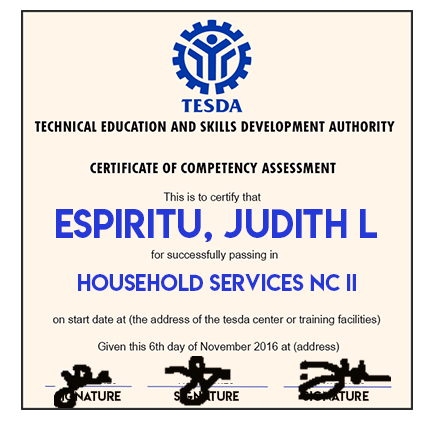 TESDA
TECHNICAL EDUCATION AND SKILLS DEVELOPMENT AUTHORITY
CERTIFICATE OF COMPETENCY ASSESSMENT
This is to certify that
ESPIRITU, JUDITH L
for successfully passing in
HOUSEHOLD SERVICES NC II
on start date at (the address of the tesda center or training facilities)
Given this 6th day of November 2016 at (address)
SIGNATURE SIGNATURE SIGNATURE